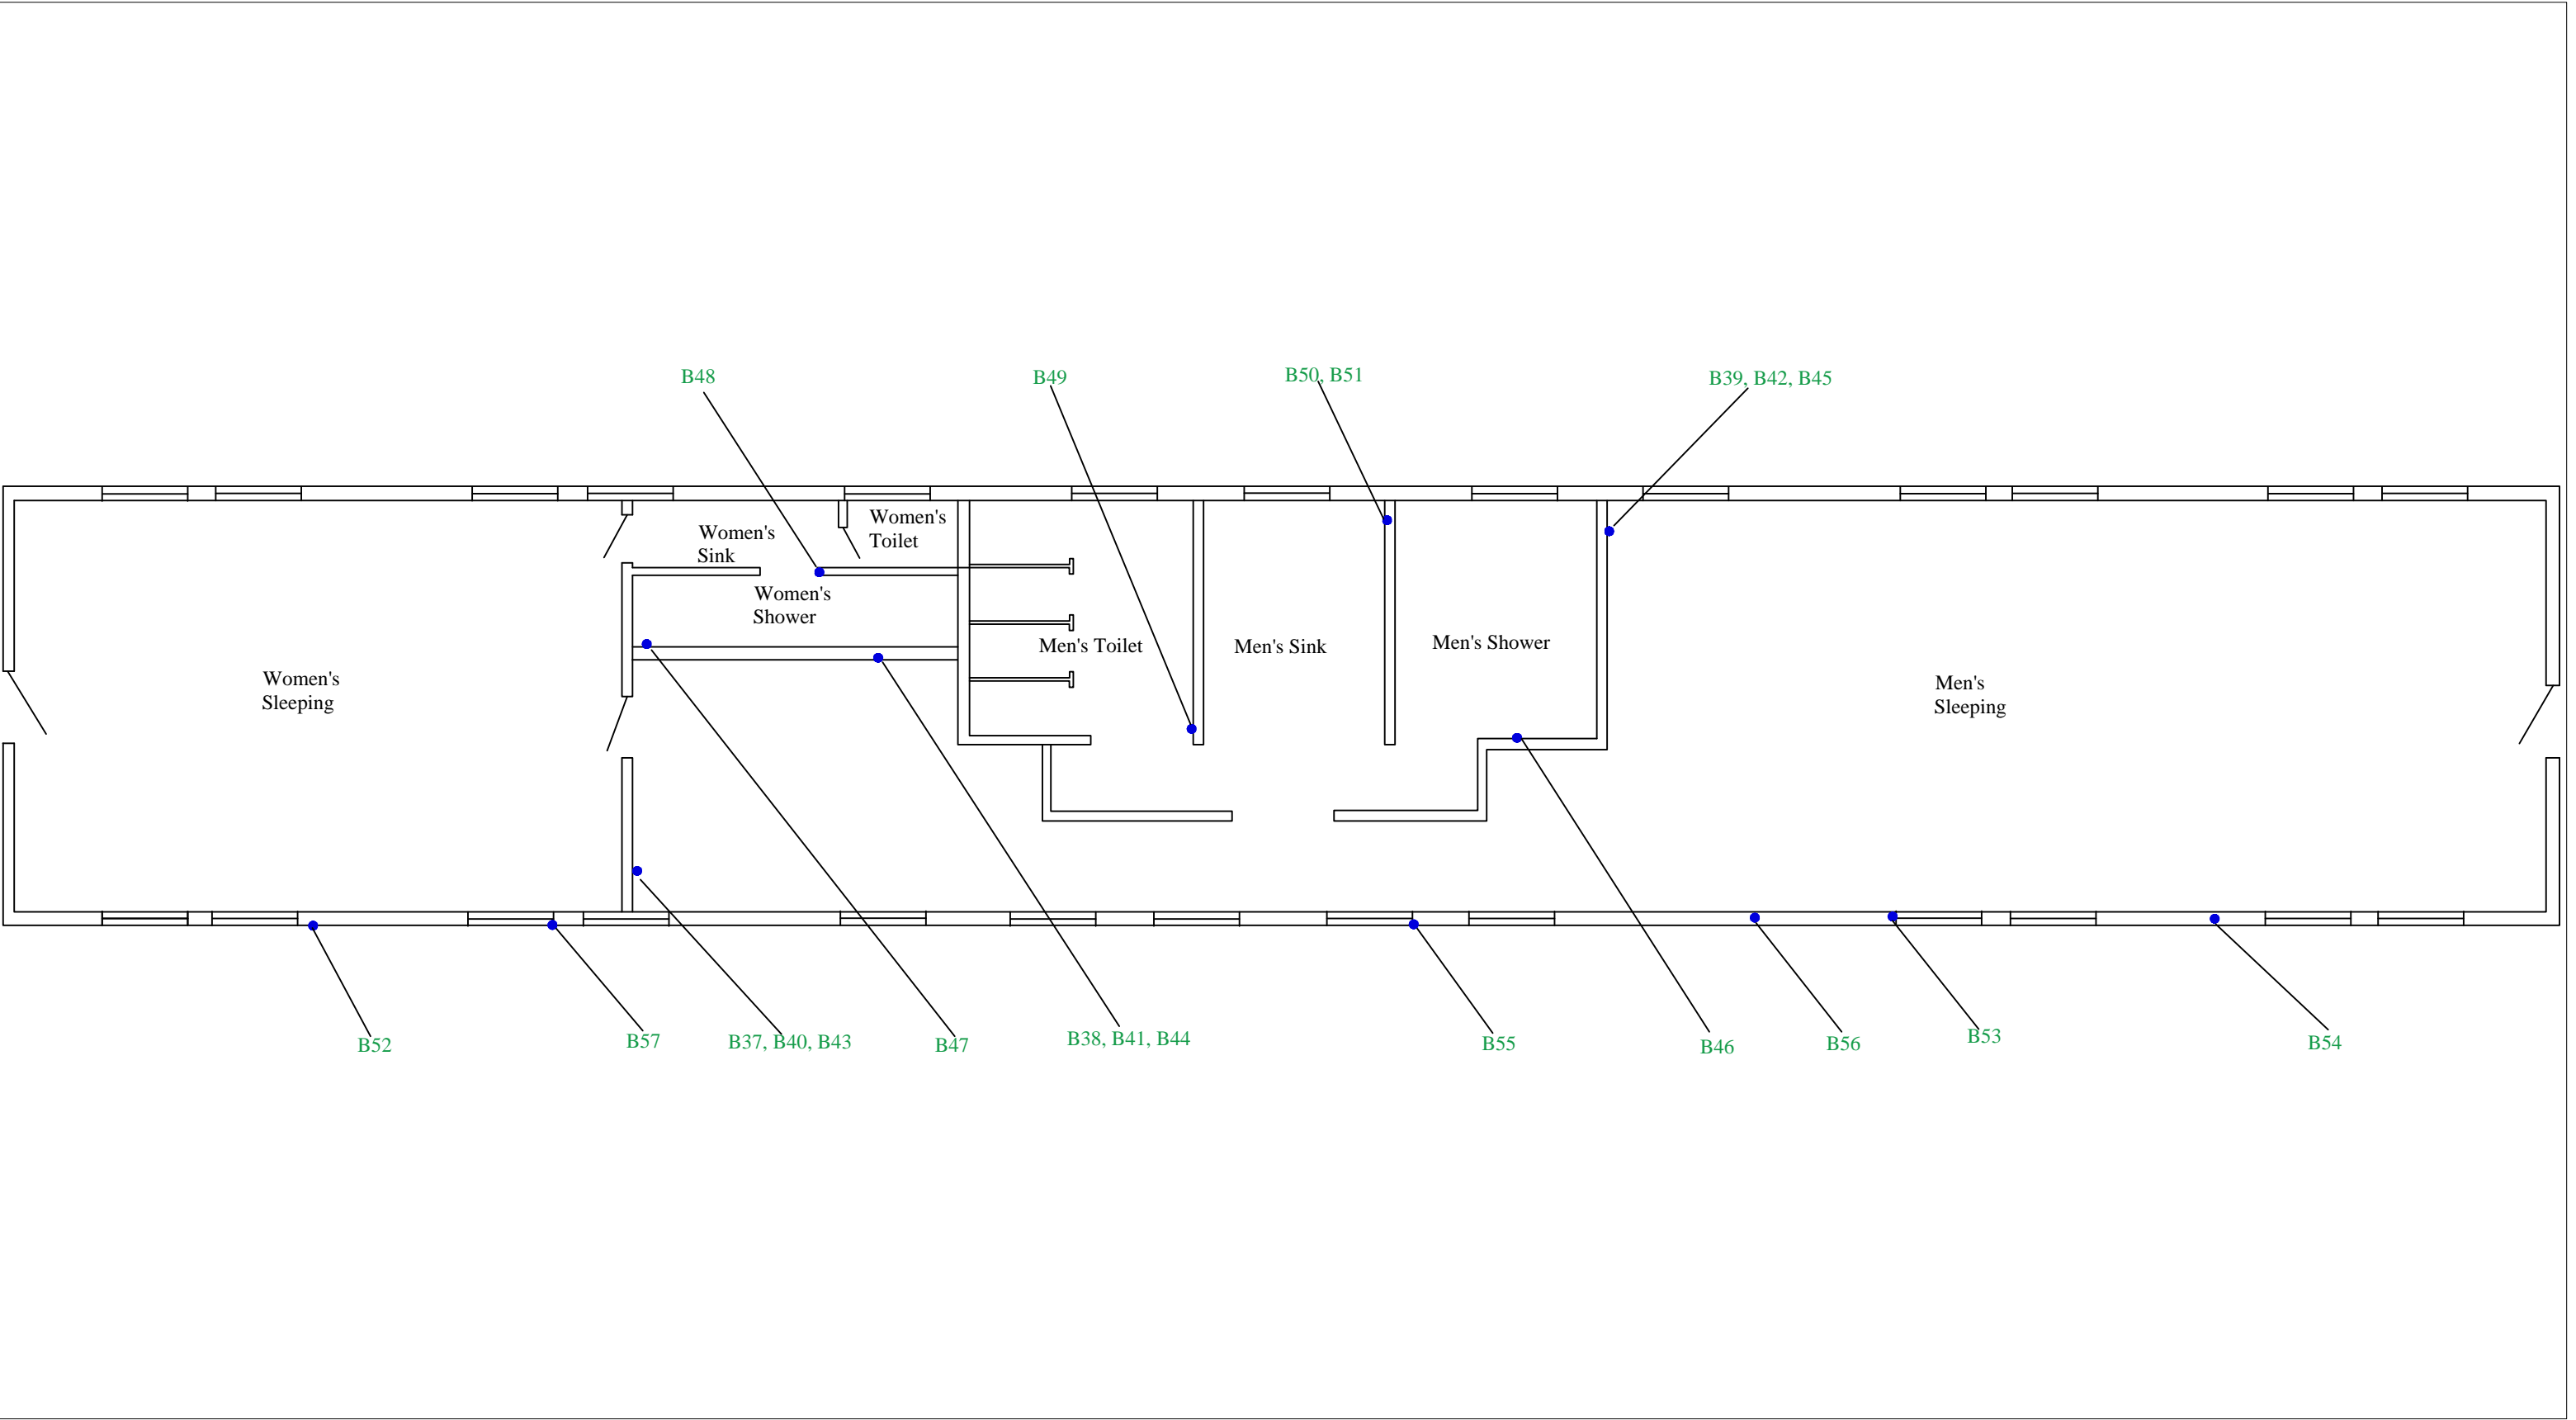 B48
B49
B50, B51
B39, B42, B45
Women's
Sink
Women's
Toilet
Women's
Shower
Men's Toilet
Men's Sink
Men's Shower
Women's
Sleeping
Men's
Sleeping
B52
B57
B37, B40, B43
B47
B38, B41, B44
B55
B46
B56
B53
B54